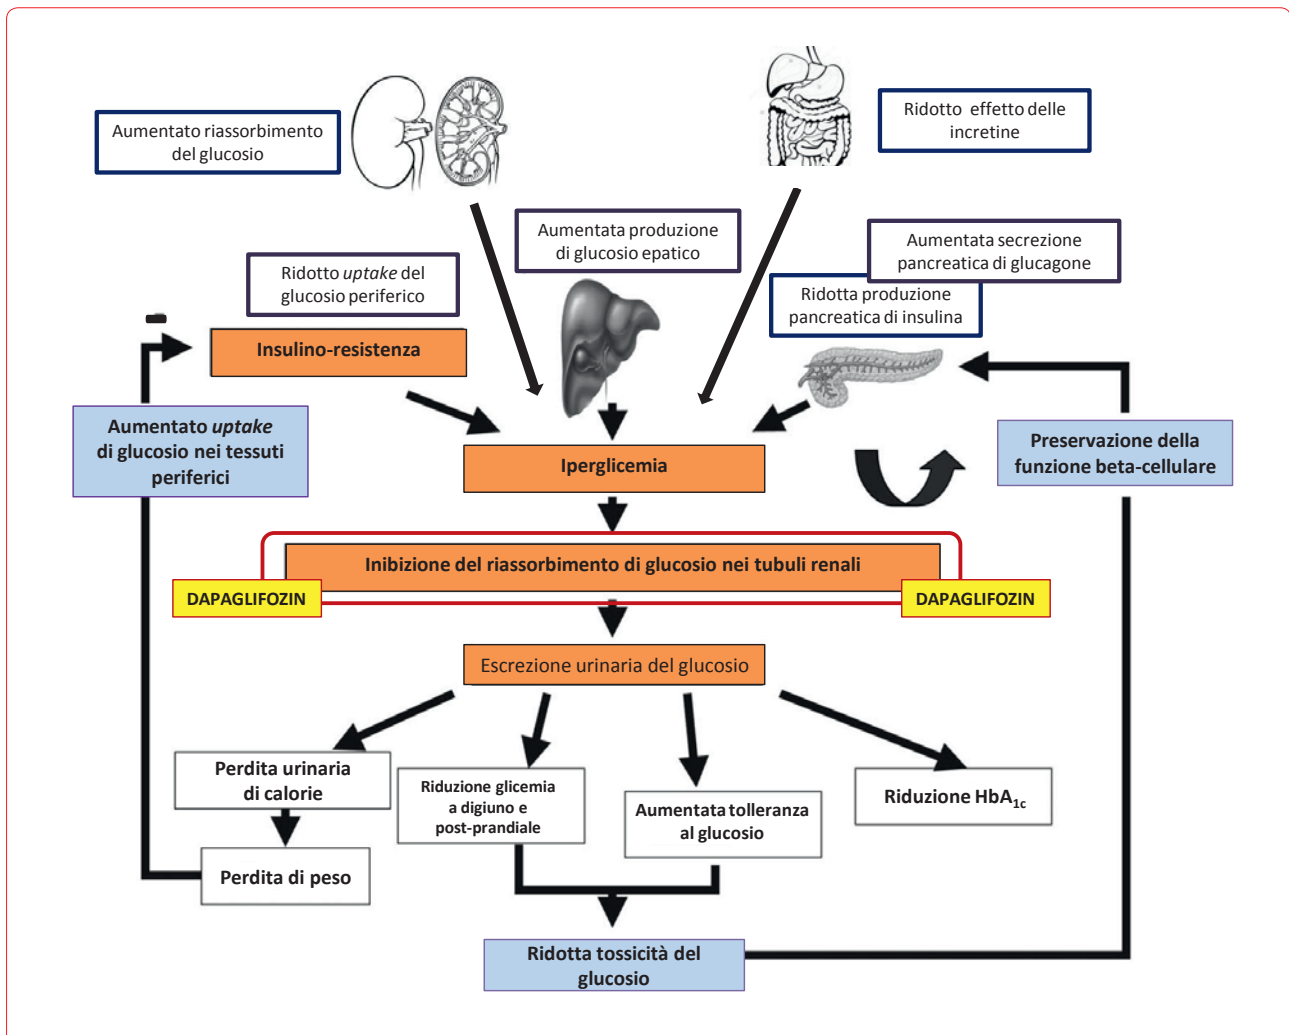 Aumentato riassorbimento
del glucosio
Ridotto effetto delle
incretine
Aumentata produzione
di glucosio epatico
Aumentata secrezione
pancreatica di glucagone
Ridotto uptake del
glucosio periferico
Ridotta produzione
pancreatica di insulina
Insulino-resistenza
Aumentato uptake
di glucosio nei tessuti
periferici
Iperglicemia
Preservazione della
funzione beta-cellulare
Inibizione del riassorbimento di glucosio nei tubuli renali
DAPAGLIFOZIN
DAPAGLIFOZIN
Escrezione urinaria del glucosio
Perdita urinaria
di calorie
Riduzione glicemia
a digiuno e
post-prandiale
Aumentata tolleranza
al glucosio
Riduzione HbA1c
Perdita di peso
Ridotta tossicità del
glucosio